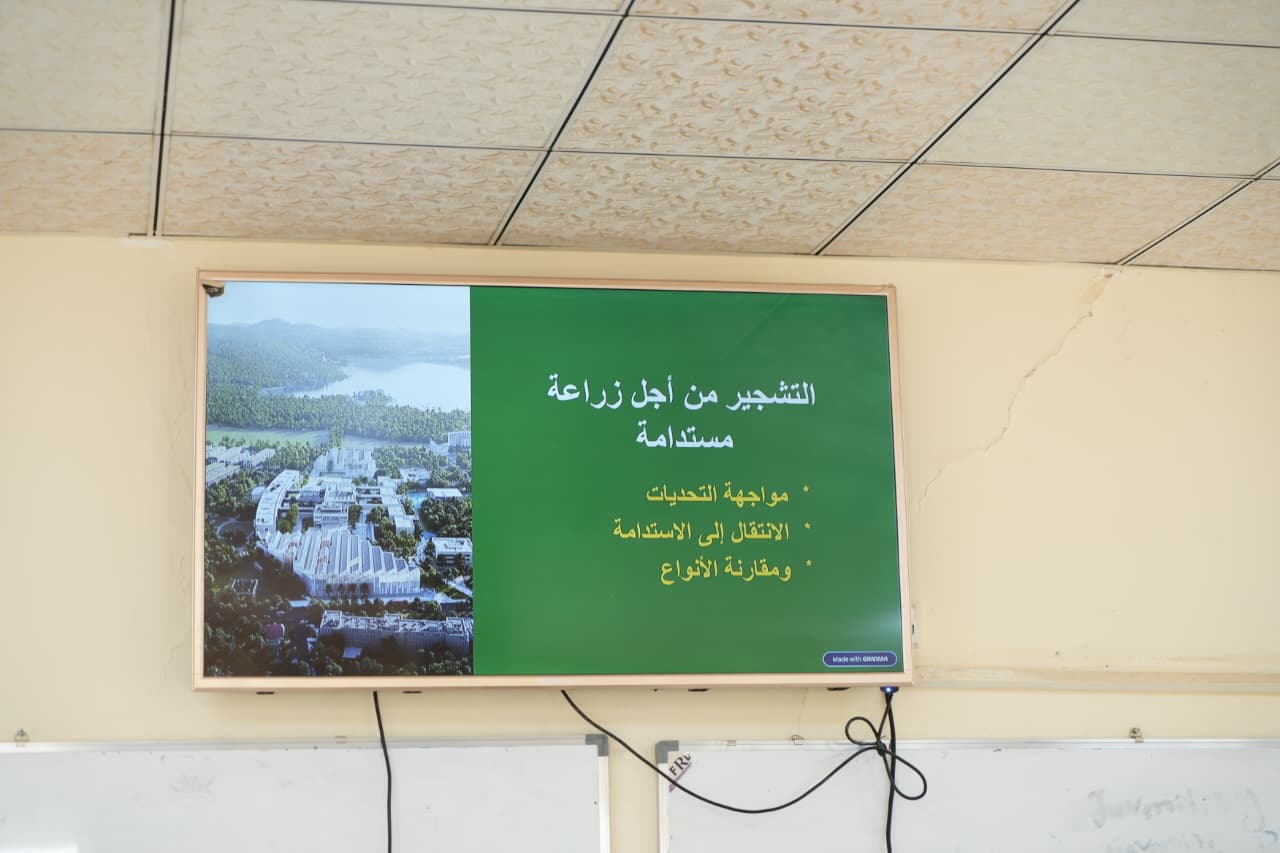 التشجير من أجل زراعة
مستدامة
* مواجهة التحديات
* الانتقال إلى الاستدامة
* ومقارنة الأنواع
Made with GAMMA